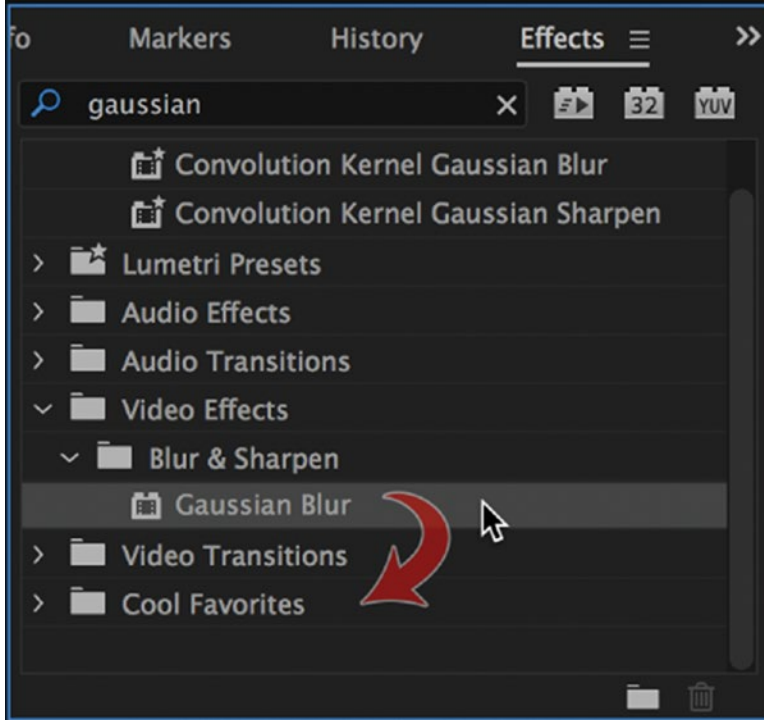 fo Markers History Effects
gaussian 32 YUV
Convolution Kernel Gaussian Blur
Convolution Kernel Gaussian Sharpen
Lumetri Presets
Audio Effects
Audio Transitions
Video Effects
Blur & Sharpen
Gaussian Blur
Video Transitions
Cool Favorites